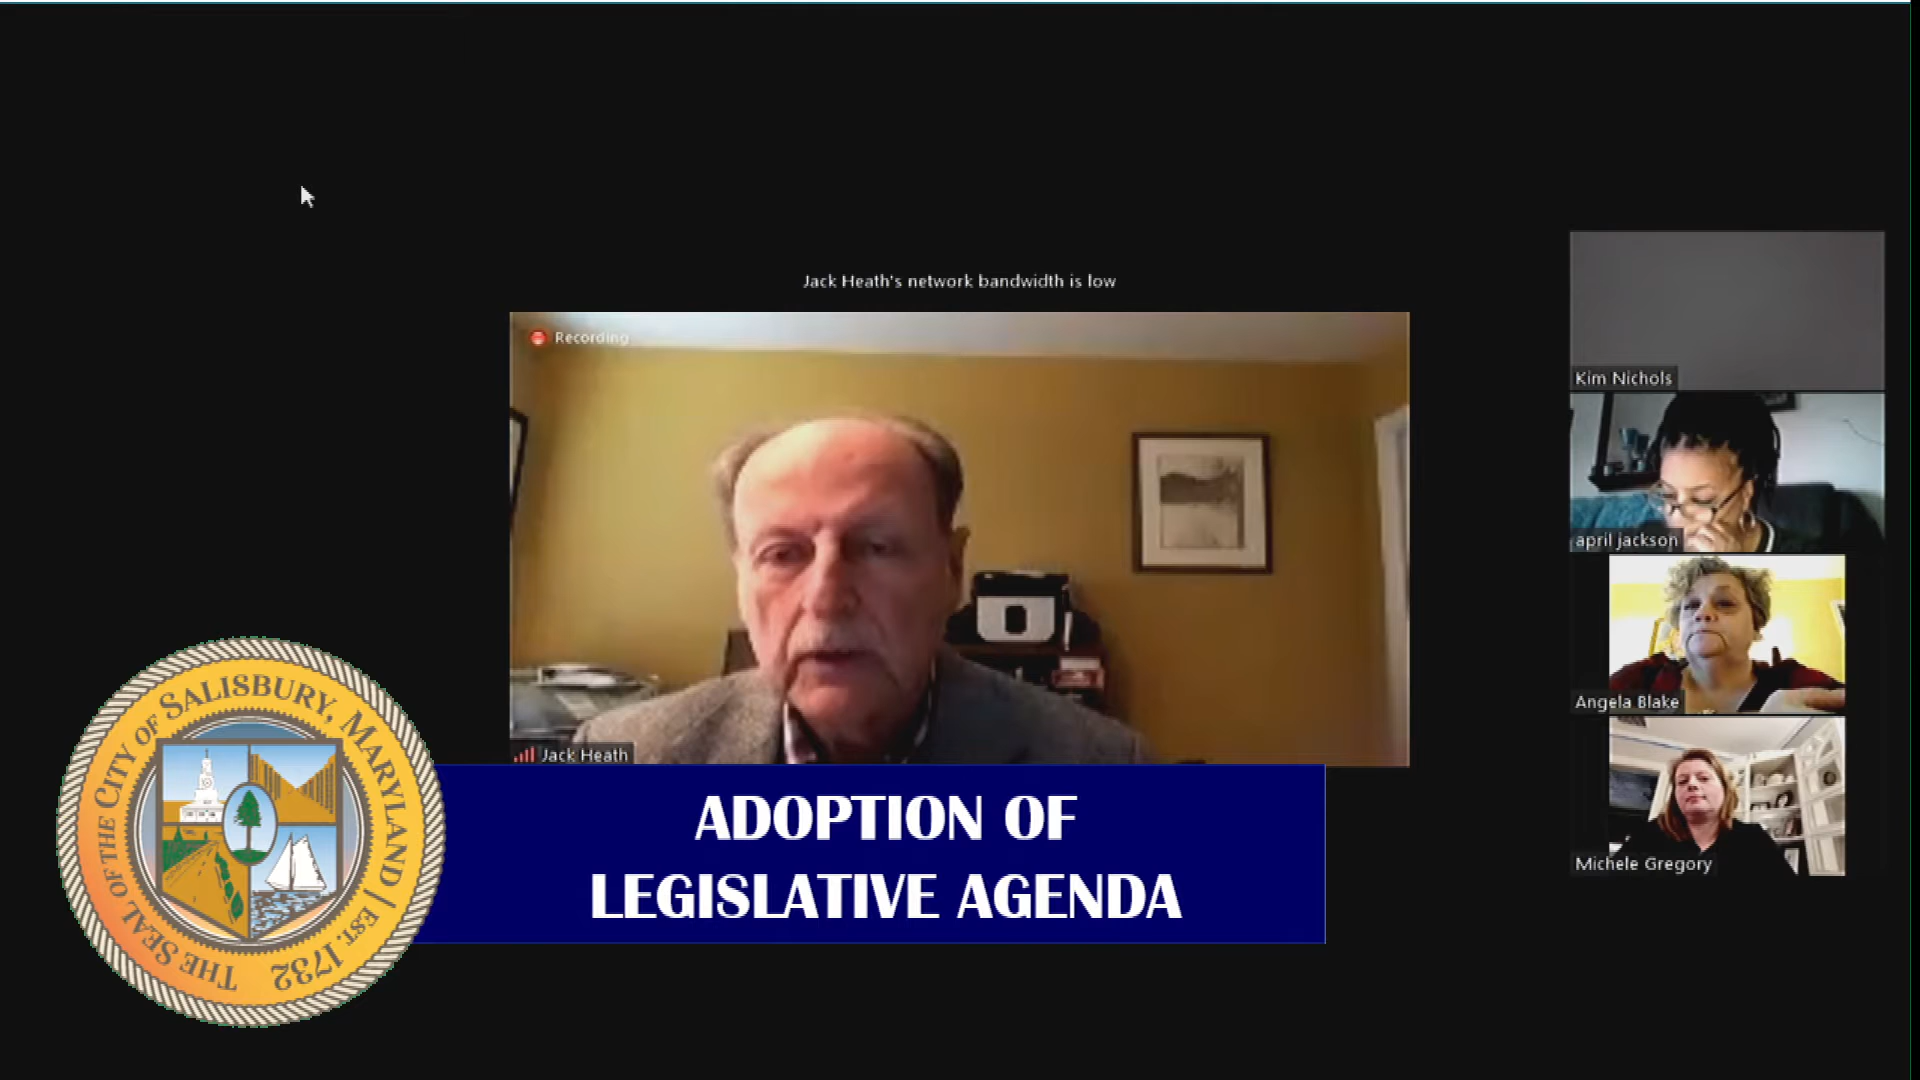 Jack Heath's network bandwidth is low
Recording
Kim Nichols
april jackson
Angela Blake
Jack Heath
Michele Gregory
ADOPTION OF
LEGISLATIVE AGENDA
THE SEAL OF THE CITY OF SALISBURY, MARYLAND | EST. 1732